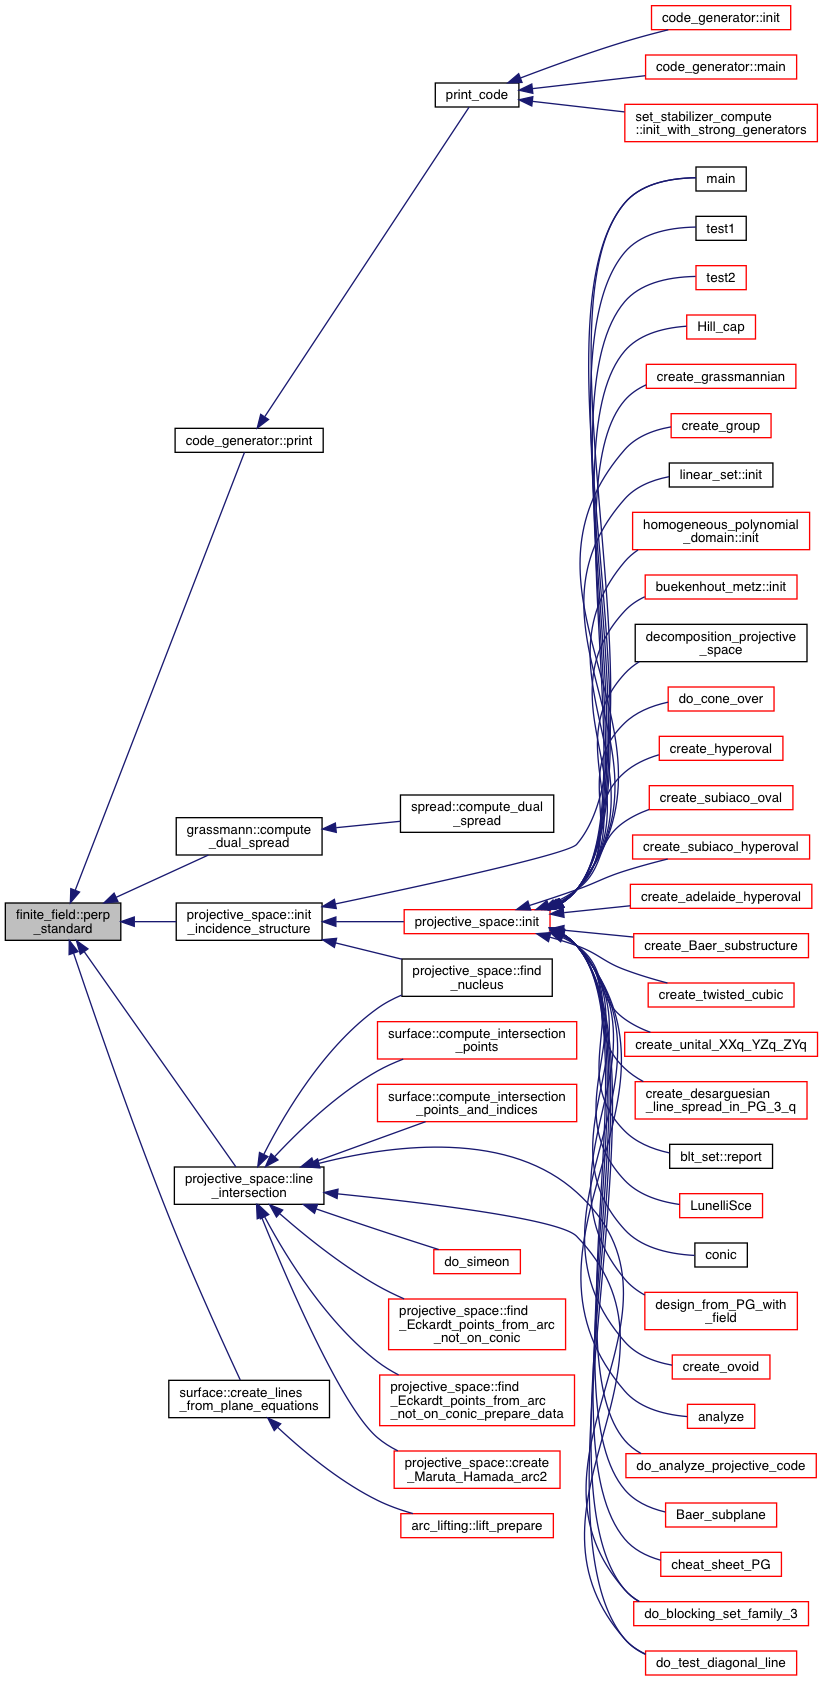 code_generator::init
code_generator::main
print_code
set_stabilizer_compute
::init_with_strong_generators
main
test1
test2
Hill_cap
create_grassmannian
create_group
code_generator::print
linear_set::init
homogeneous_polynomial
_domain::init
buekenhout_metz::init
decomposition_projective
_space
do_cone_over
create_hyperoval
create_subiaco_oval
spread::compute_dual
_spread
grassmann::compute
_dual_spread
create_subiaco_hyperoval
create_adelaide_hyperoval
finite_field::perp
_standard
projective_space::init
_incidence_structure
projective_space::init
create_Baer_substructure
projective_space::find
_nucleus
create_twisted_cubic
surface::compute_intersection
_points
create_unital_XXq_YZq_ZYq
surface::compute_intersection
_points_and_indices
create_desarguesian
_line_spread_in_PG_3_q
blt_set::report
projective_space::line
_intersection
LunelliSce
conic
do_simeon
design_from_PG_with
_field
projective_space::find
_Eckardt_points_from_arc
_not_on_conic
create_ovoid
projective_space::find
_Eckardt_points_from_arc
_not_on_conic_prepare_data
surface::create_lines
_from_plane_equations
analyze
projective_space::create
_Maruta_Hamada_arc2
do_analyze_projective_code
arc_lifting::lift_prepare
Baer_subplane
cheat_sheet_PG
do_blocking_set_family_3
do_test_diagonal_line